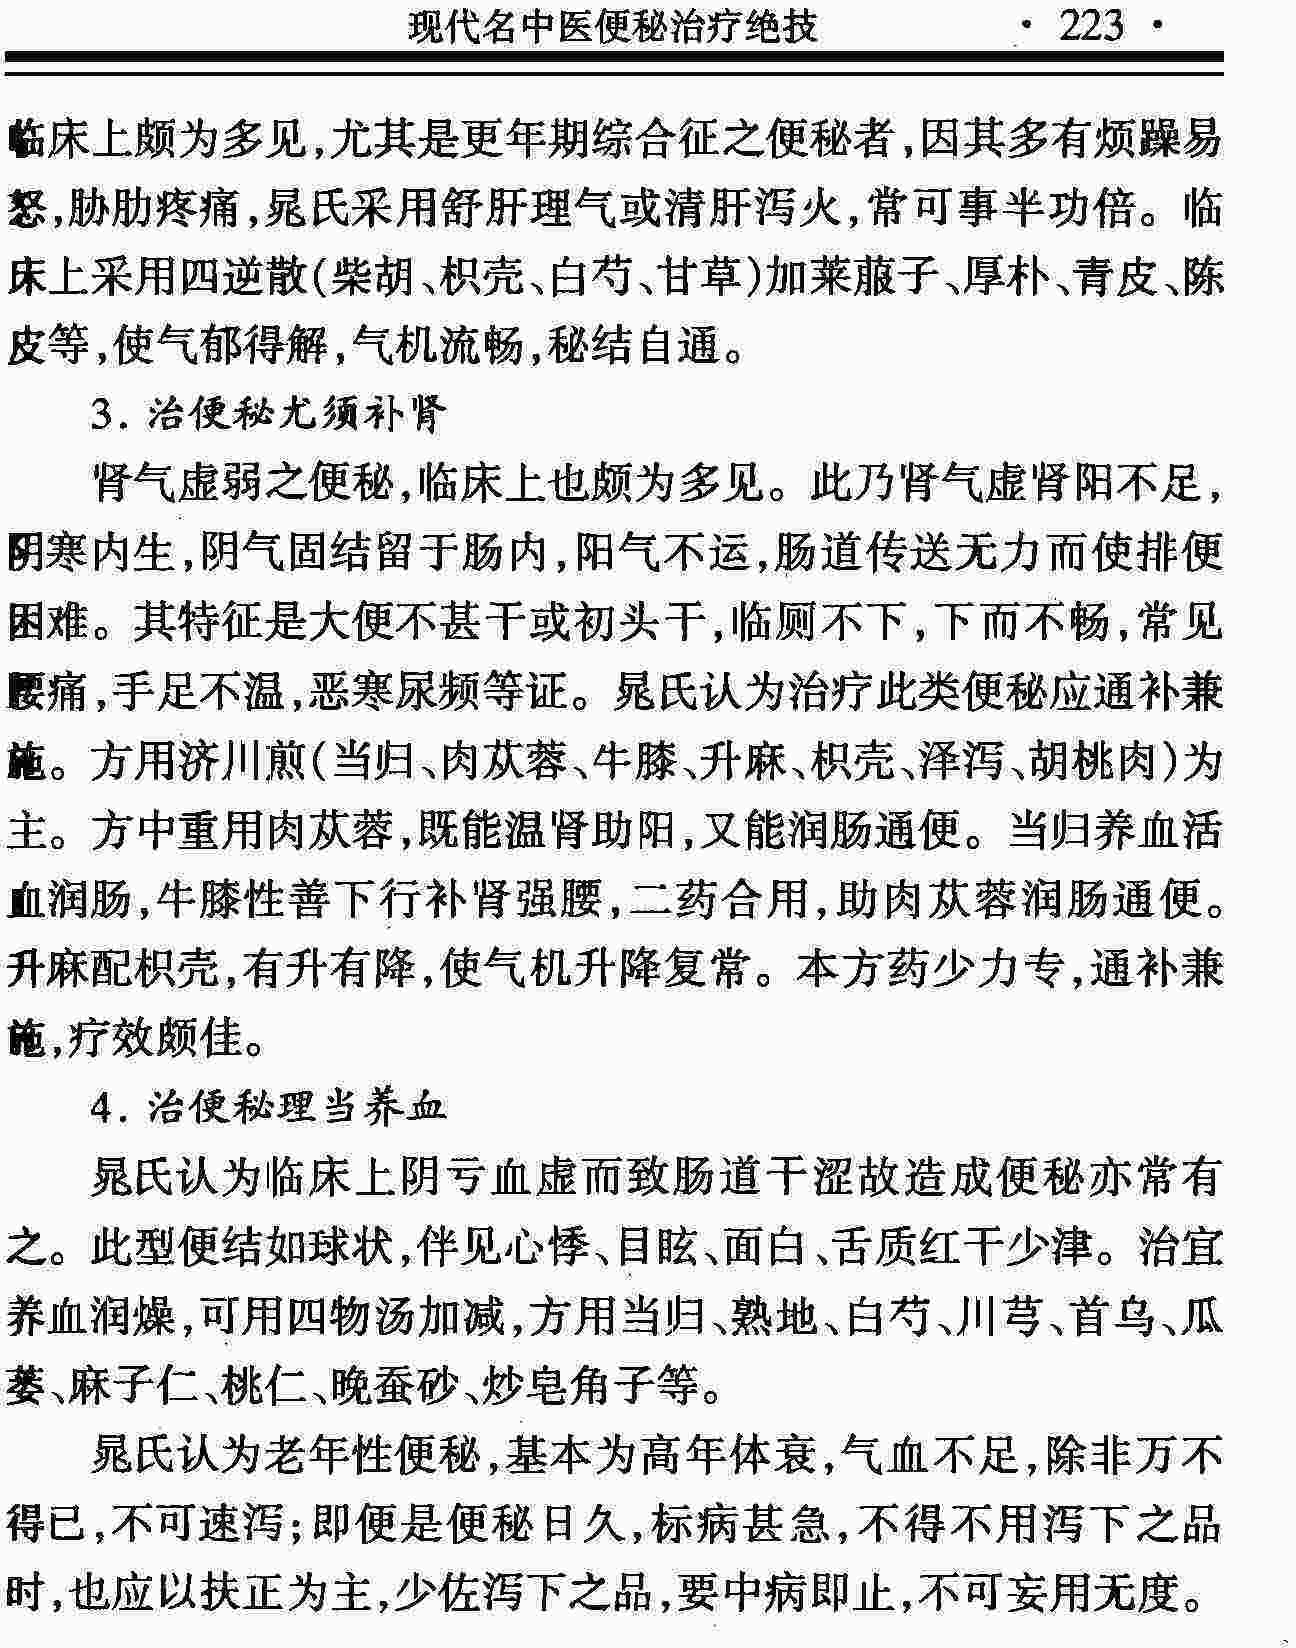 现代名中医便秘治疗绝技 · 223 ·
临床上颇为多见,尤其是更年期综合征之便秘者,因其多有烦躁易
怒,胁肋疼痛,晁氏采用舒肝理气或清肝泻火,常可事半功倍。临
床上采用四逆散(柴胡、枳壳、白芍、甘草)加莱菔子、厚朴、青皮、陈
皮等,使气郁得解,气机流畅,秘结自通。
3. 治便秘尤须补肾
肾气虚弱之便秘,临床上也颇为多见。此乃肾气虚肾阳不足,
阴寒内生,阴气固结留于肠内,阳气不运,肠道传送无力而使排便
困难。其特征是大便不甚干或初头干,临厕不下,下而不畅,常见
腰痛,手足不温,恶寒尿频等证。晁氏认为治疗此类便秘应通补兼
施。方用济川煎(当归、肉苁蓉、牛膝、升麻、枳壳、泽泻、胡桃肉)为
主。方中重用肉苁蓉,既能温肾助阳,又能润肠通便。当归养血活
血润肠,牛膝性善下行补肾强腰,二药合用,助肉苁蓉润肠通便。
升麻配枳壳,有升有降,使气机升降复常。本方药少力专,通补兼
施,疗效颇佳。
4. 治便秘理当养血
晁氏认为临床上阴亏血虚而致肠道干涩故造成便秘亦常有
之。此型便结如球状,伴见心悸、目眩、面白、舌质红干少津。治宜
养血润燥,可用四物汤加减,方用当归、熟地、白芍、川芎、首乌、瓜
蒌、麻子仁、桃仁、晚蚕砂、炒皂角子等。
晁氏认为老年性便秘,基本为高年体衰,气血不足,除非万不
得已,不可速泻;即便是便秘日久,标病甚急,不得不用泻下之品
时,也应以扶正为主,少佐泻下之品,要中病即止,不可妄用无度。